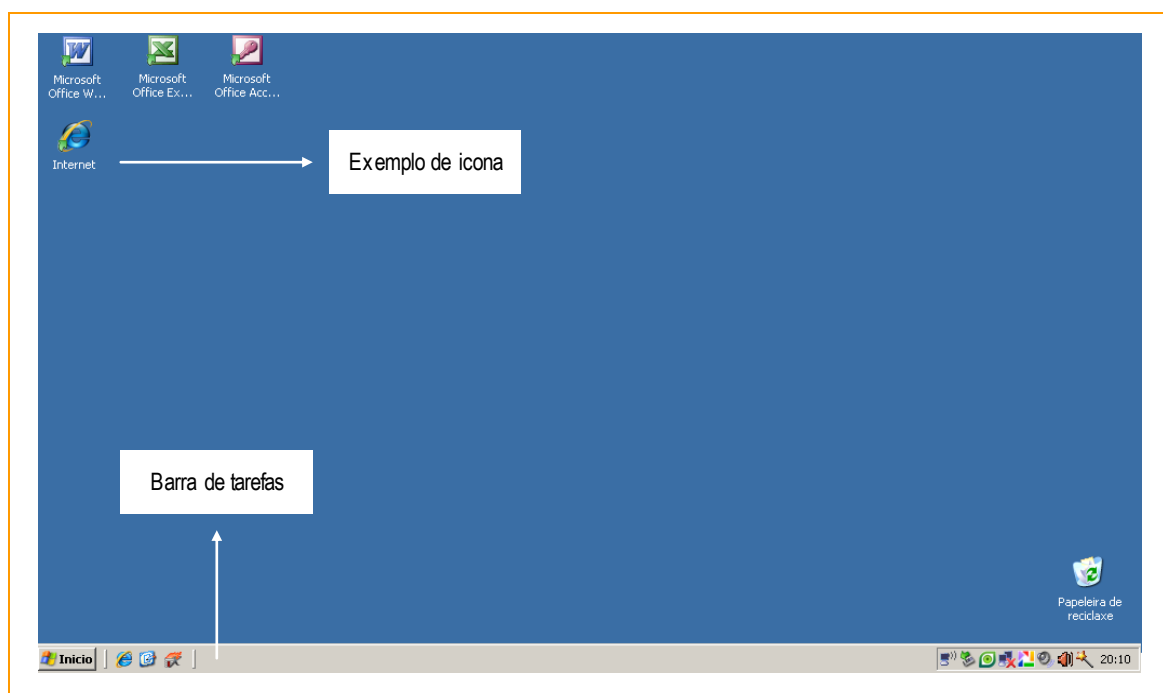 Microsoft
Office W...
Microsoft
Office Ex...
Microsoft
Office Acc...
Internet
Exemplo de icona
Barra de tarefas
Papeleira de
reciclaxe
Inicio
20:10